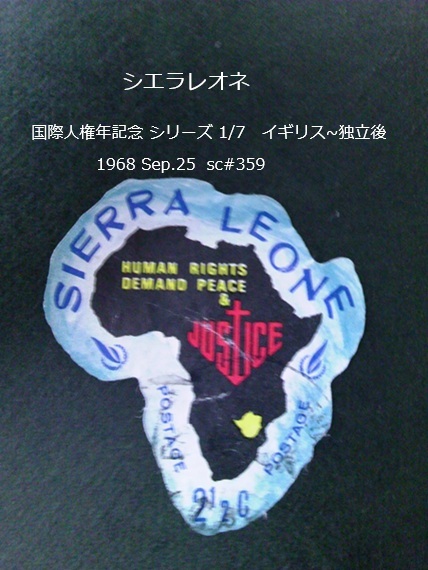 シエラレオネ
国際人権年記念 シリーズ 1/7 イギリス~独立後
1968 Sep.25 sc#359
SIERRA LEONE
HUMAN RIGHTS
DEMAND PEACE
&
JUSTICE
POSTAGE
POSTAGE
2½C